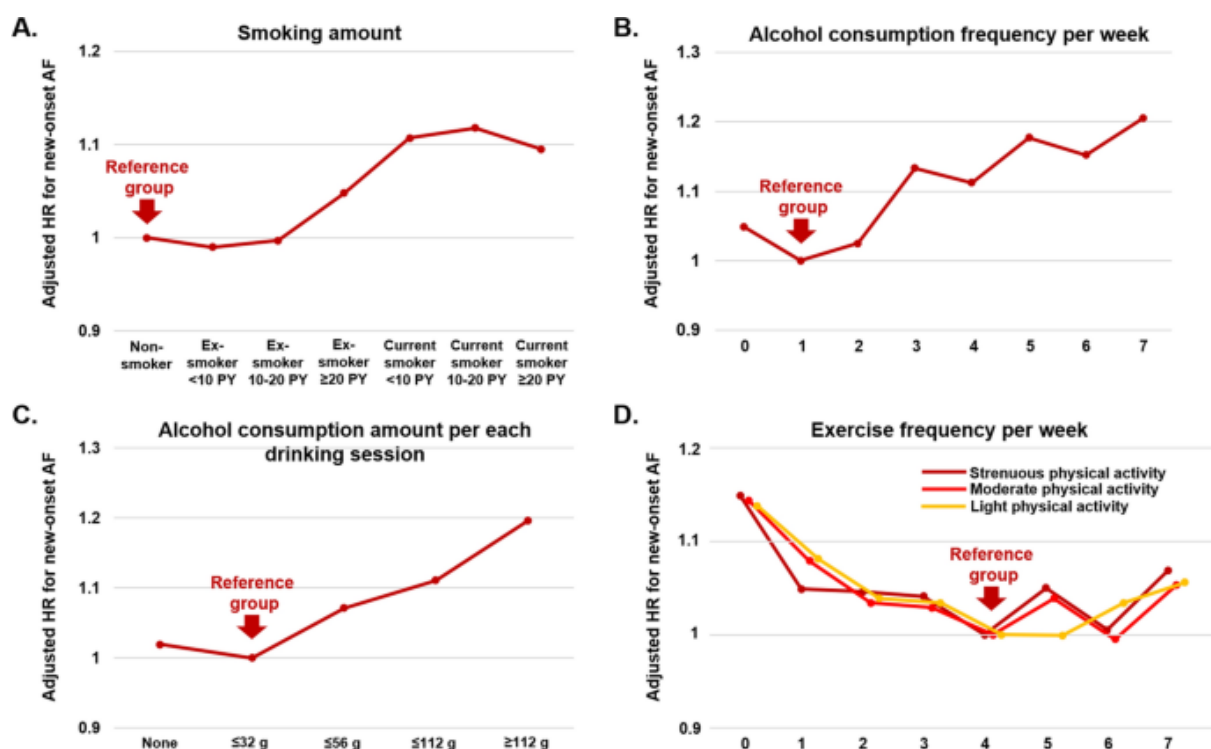 A.
Smoking amount
Adjusted HR for new-onset AF
1.2
1.1
1
0.9
Reference
group
Non-
smoker
Ex-
smoker
<10 PY
Ex-
smoker
10-20 PY
Ex-
smoker
≥20 PY
Current
smoker
<10 PY
Current
smoker
10-20 PY
Current
smoker
≥20 PY
B.
Alcohol consumption frequency per week
Adjusted HR for new-onset AF
1.3
1.2
1.1
1
0.9
Reference
group
0 1 2 3 4 5 6 7
C.
Alcohol consumption amount per each
drinking session
Adjusted HR for new-onset AF
1.3
1.2
1.1
1
0.9
Reference
group
None ≤32 g ≤56 g ≤112 g ≥112 g
D.
Exercise frequency per week
Adjusted HR for new-onset AF
1.2
1.1
1
0.9
Strenuous physical activity
Moderate physical activity
Light physical activity
Reference
group
0 1 2 3 4 5 6 7